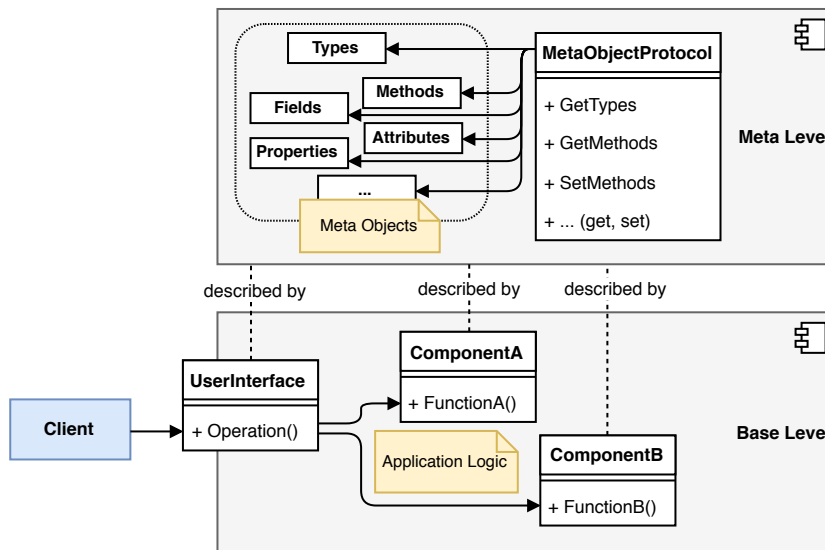 Types
MetaObjectProtocol
Methods
Fields
+ GetTypes
Attributes
+ GetMethods
Meta Leve
Properties
+ SetMethods
...
+ ... (get, set)
Meta Objects
described by
described by
described by
ComponentA
UserInterface
+ FunctionA()
Client
+ Operation()
Base Leve
ComponentB
Application Logic
+ FunctionB()